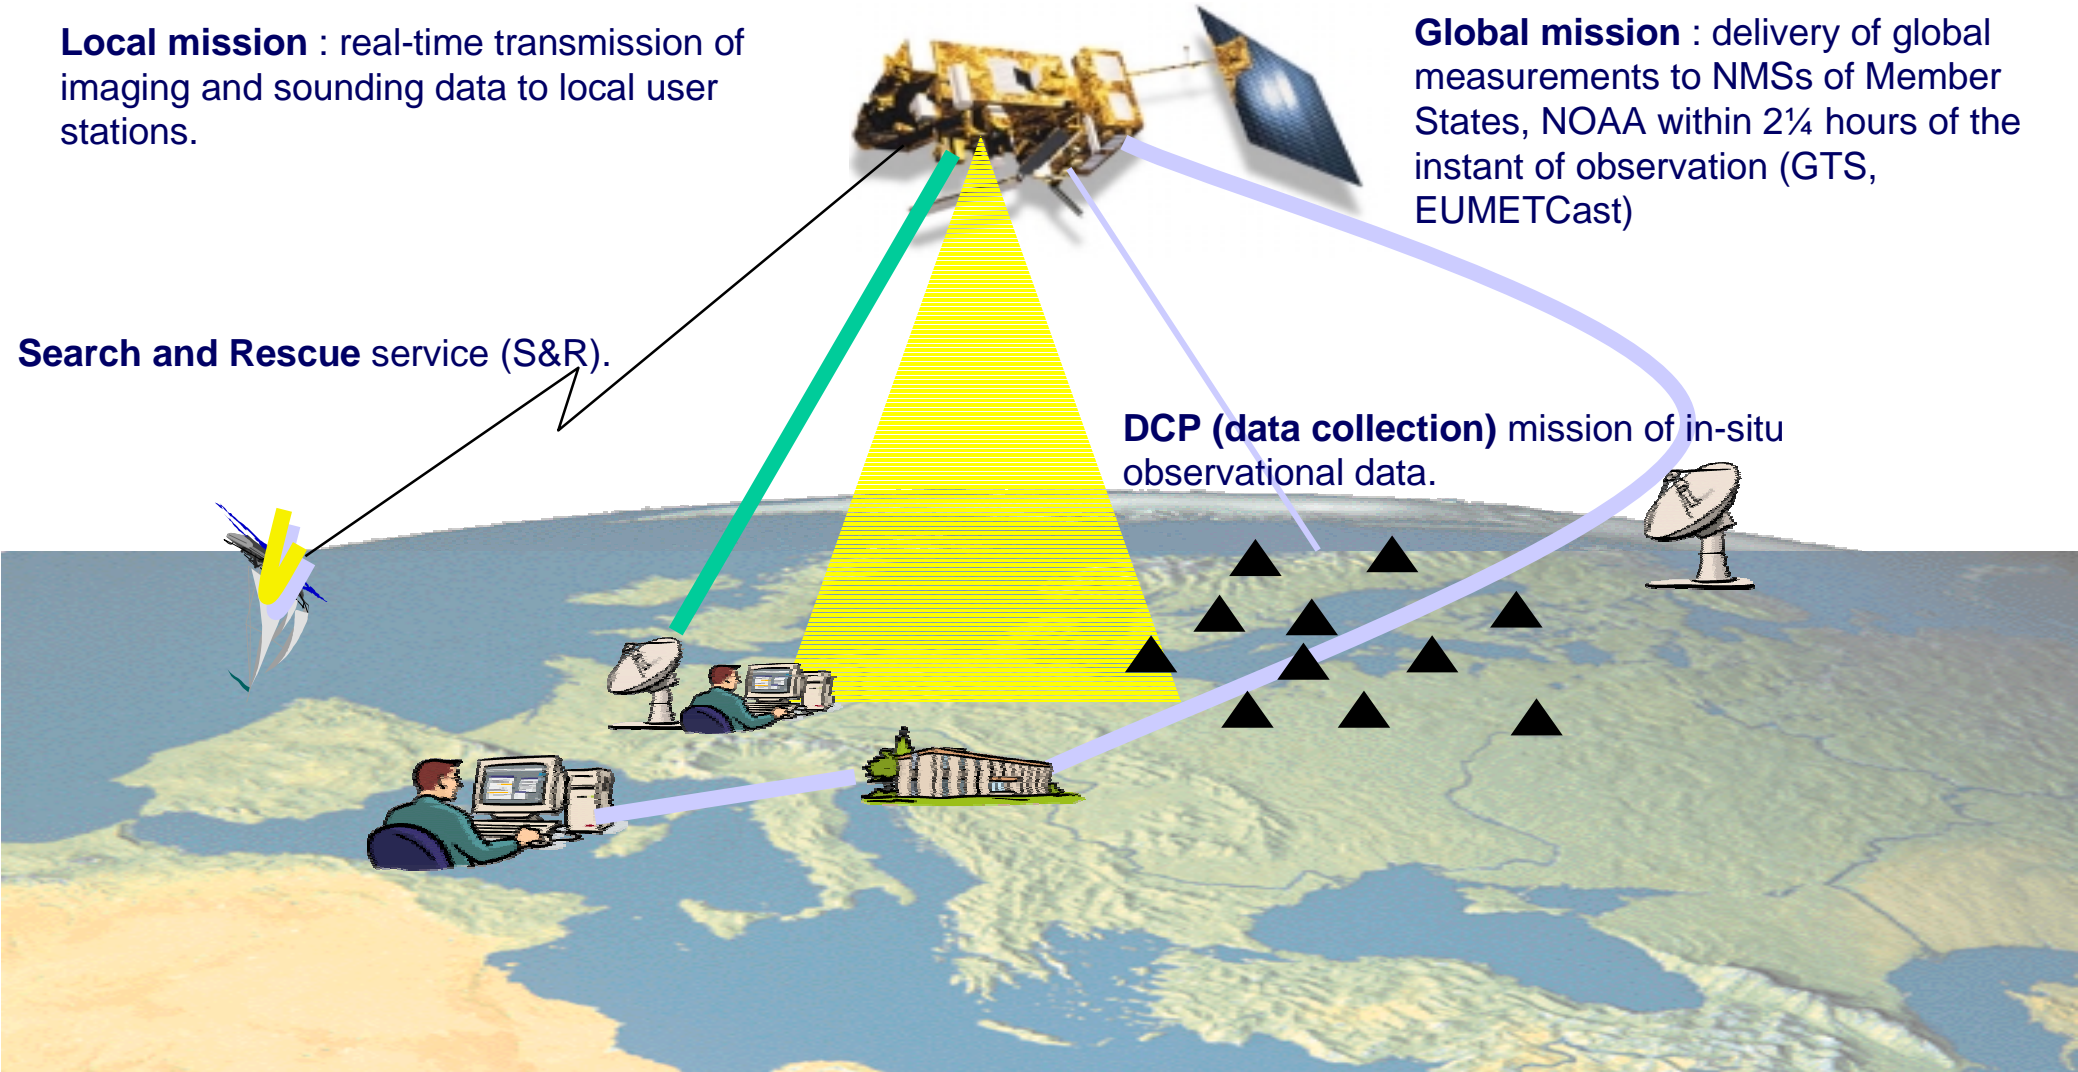 Local mission : real-time transmission of
imaging and sounding data to local user
stations.
Global mission : delivery of global
measurements to NMSs of Member
States, NOAA within 2¼ hours of the
instant of observation (GTS,
EUMETCast)
Search and Rescue service (S&R).
DCP (data collection) mission of in-situ
observational data.